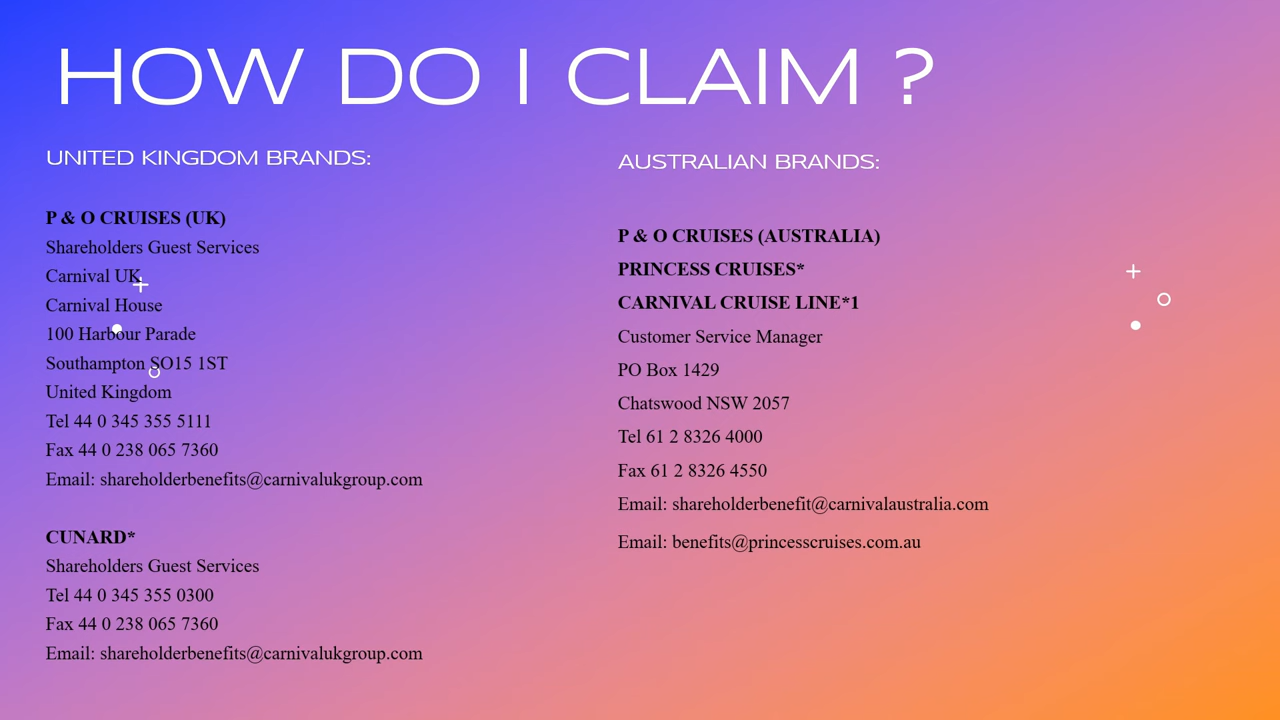 HOW DO I CLAIM ?
UNITED KINGDOM BRANDS:
P & O CRUISES (UK)
Shareholders Guest Services
Carnival UK
Carnival House
100 Harbour Parade
Southampton SO15 1ST
United Kingdom
Tel 44 0 345 355 5111
Fax 44 0 238 065 7360
Email: shareholderbenefits@carnivalukgroup.com
CUNARD*
Shareholders Guest Services
Tel 44 0 345 355 0300
Fax 44 0 238 065 7360
Email: shareholderbenefits@carnivalukgroup.com
AUSTRALIAN BRANDS:
P & O CRUISES (AUSTRALIA)
PRINCESS CRUISES*
CARNIVAL CRUISE LINE*1
Customer Service Manager
PO Box 1429
Chatswood NSW 2057
Tel 61 2 8326 4000
Fax 61 2 8326 4550
Email: shareholderbenefit@carnivalaustralia.com
Email: benefits@princesscruises.com.au